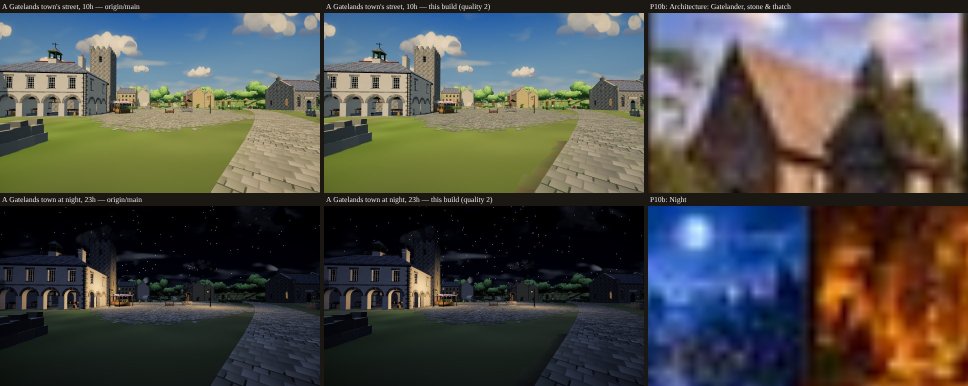 A Gatelands town's street, 10h — origin/main
A Gatelands town's street, 10h — this build (quality 2)
P10b: Architecture: Gatelander, stone & thatch
A Gatelands town at night, 23h — origin/main
A Gatelands town at night, 23h — this build (quality 2)
P10b: Night